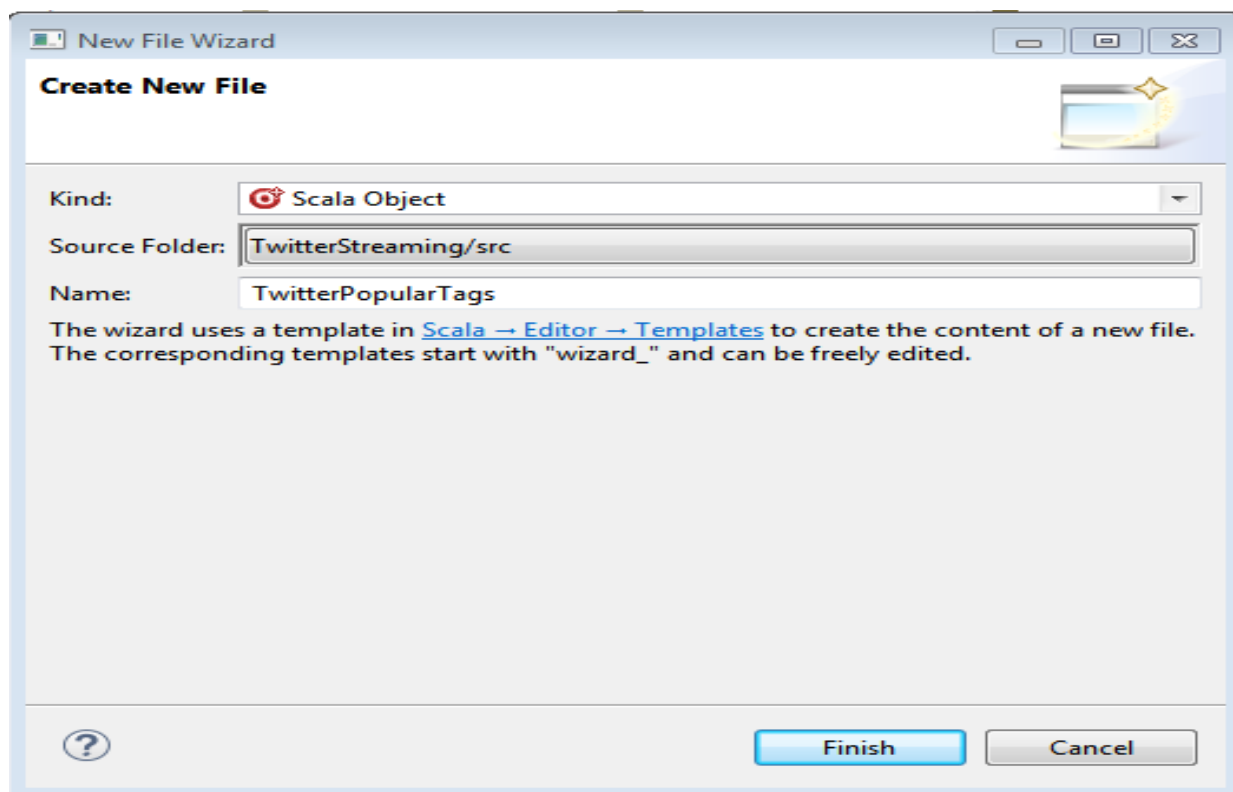 New File Wizard
Create New File
Kind: Scala Object
Source Folder: TwitterStreaming/src
Name: TwitterPopularTags
The wizard uses a template in Scala → Editor → Templates to create the content of a new file.
The corresponding templates start with "wizard_" and can be freely edited.
? Finish Cancel